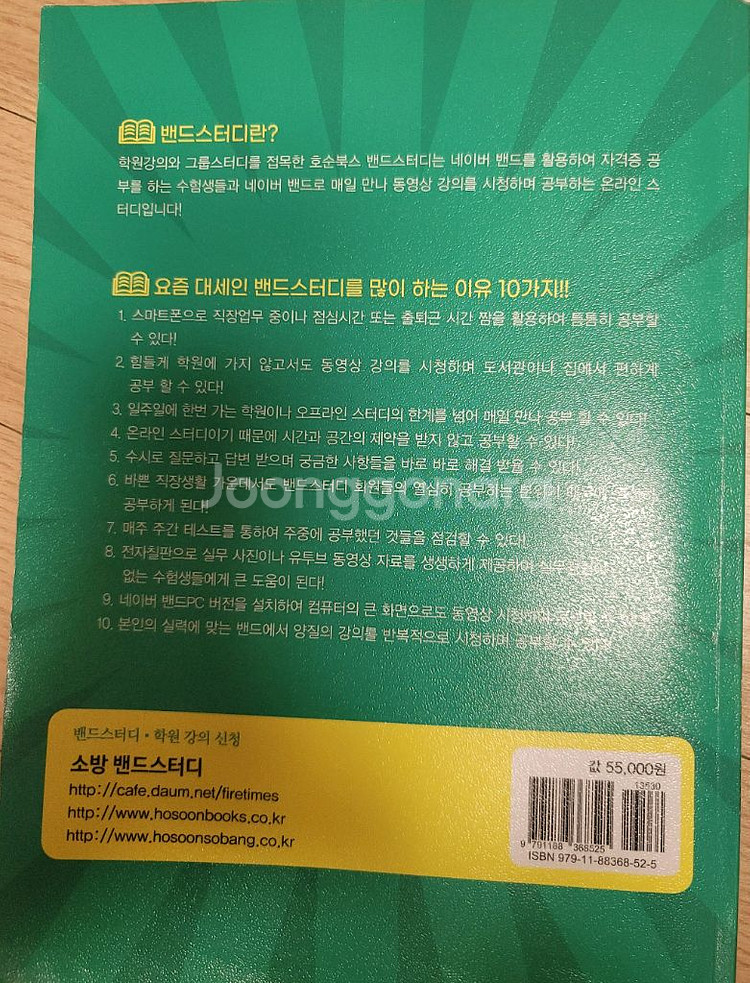 밴드스터디란?
학원강의와 그룹스터디를 접목한 호순북스 밴드스터디는 네이버 밴드를 활용하여 자격증 공
부를 하는 수험생들과 네이버 밴드로 매일 만나 동영상 강의를 시청하며 공부하는 온라인 스
터디입니다!
요즘 대세인 밴드스터디를 많이 하는 이유 10가지!!
1. 스마트폰으로 직장업무 중이나 점심시간 또는 출퇴근 시간 짬을 활용하여 틈틈히 공부할
수 있다!
2. 힘들게 학원에 가지 않고서도 동영상 강의를 시청하며 도서관이나 집에서 편하게
공부 할 수 있다!
3. 일주일에 한번 가는 학원이나 오프라인 스터디의 한계를 넘어 매일 만나 공부 할 수 있다!
4. 온라인 스터디이기 때문에 시간과 공간의 제약을 받지 않고 공부할 수 있다!
5. 수시로 질문하고 답변 받으며 궁금한 사항들을 바로 바로 해결 받을 수 있다!
6. 바쁜 직장생활 가운데서도 밴드스터디 회원들의 열심히 공부하는
공부하게 된다!
7. 매주 주간 테스트를 통하여 주중에 공부했던 것들을 점검할 수 있다!
8. 전자칠판으로 실무 사진이나 유투브 동영상 자료를 생생하게 제공하여
없는 수험생들에게 큰 도움이 된다!
9. 네이버 밴드PC 버전을 설치하여 컴퓨터의 큰 화면으로도 동영상
10. 본인의 실력에 맞는 밴드에서 양질의 강의를 반복적으로 시청하며
Joonggonara
밴드스터디 • 학원 강의 신청
소방 밴드스터디
http://cafe.daum.net/firetimes
http://www.hosoonbooks.co.kr
http://www.hosoonsobang.co.kr
값 55,000원
13530
9 791188 368525
ISBN 979-11-88368-52-5